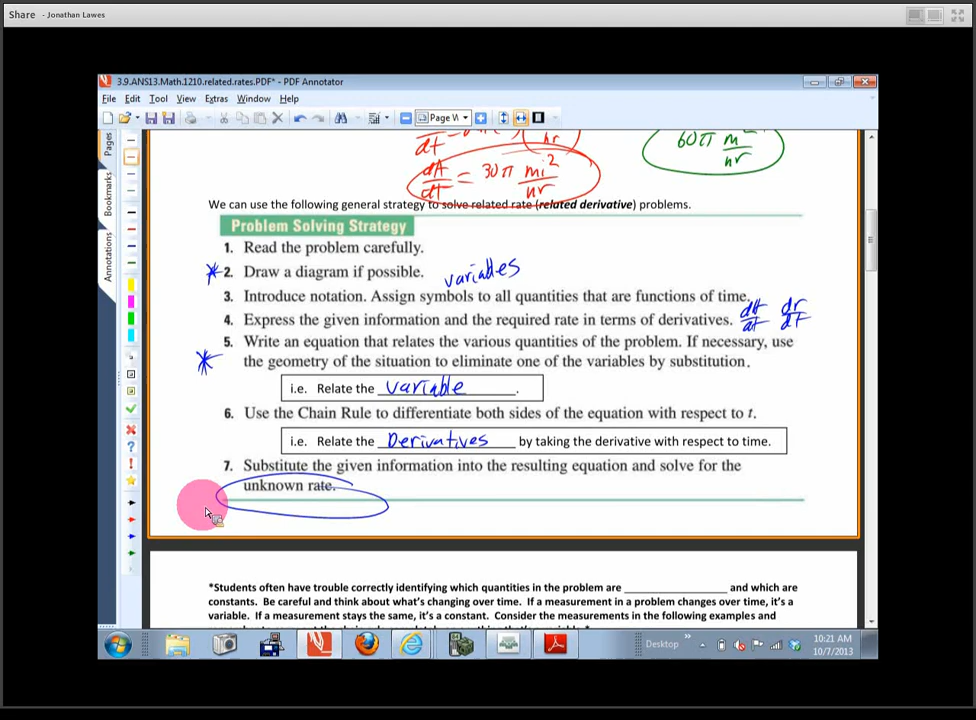 Share - Jonathan Lawes
3.9.ANS13.Math.1210.related.rates.PDF* - PDF Annotator
File Edit Tool View Extras Window Help
Page W
Pages
Bookmarks
Annotations
dt hr
dA/dt = 30π mi²/hr
60π mi²/hr
We can use the following general strategy to solve related rate (related derivative) problems.
Problem Solving Strategy
1. Read the problem carefully.
*2. Draw a diagram if possible. variables
3. Introduce notation. Assign symbols to all quantities that are functions of time.
4. Express the given information and the required rate in terms of derivatives. dA/dt dr/dt
5. Write an equation that relates the various quantities of the problem. If necessary, use
* the geometry of the situation to eliminate one of the variables by substitution.
i.e. Relate the variable.
6. Use the Chain Rule to differentiate both sides of the equation with respect to t.
i.e. Relate the Derivatives by taking the derivative with respect to time.
7. Substitute the given information into the resulting equation and solve for the
unknown rate.
*Students often have trouble correctly identifying which quantities in the problem are ____ and which are
constants. Be careful and think about what's changing over time. If a measurement in a problem changes over time, it's a
variable. If a measurement stays the same, it's a constant. Consider the measurements in the following examples and
Desktop
10:21 AM
10/7/2013